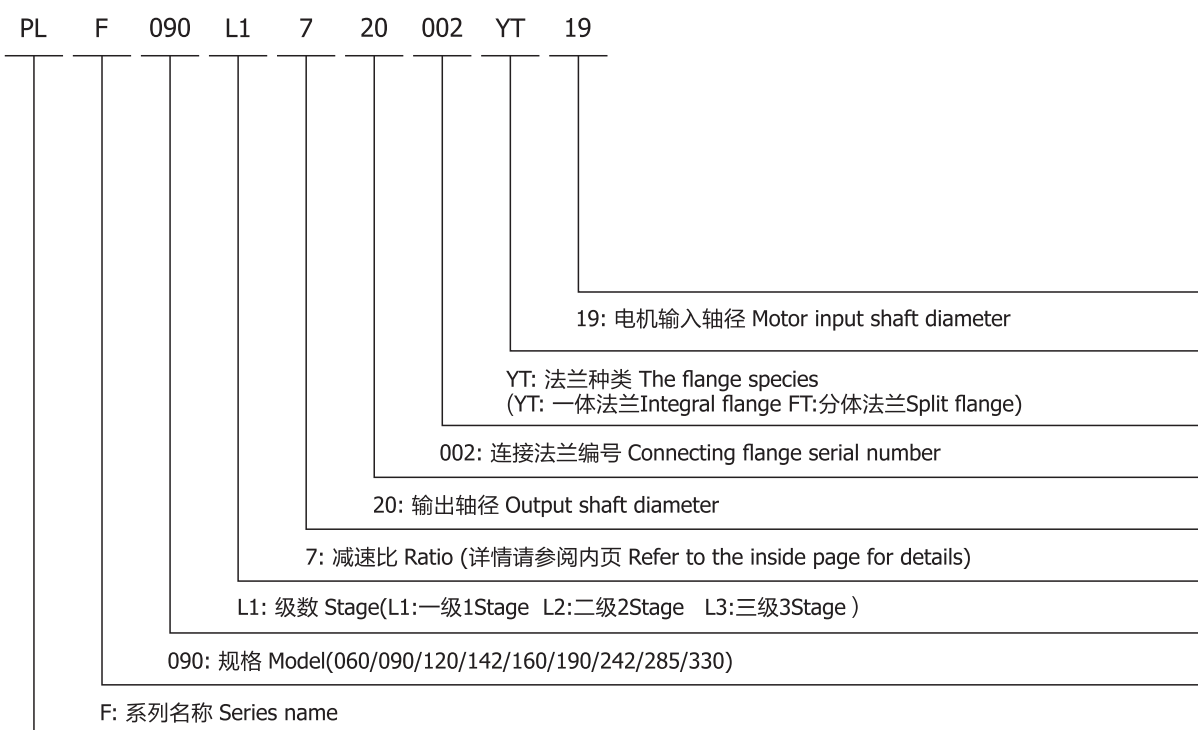 PL F 090 L1 7 20 002 YT 19
19: 电机输入轴径 Motor input shaft diameter
YT: 法兰种类 The flange species
(YT: 一体法兰Integral flange FT:分体法兰Split flange)
002: 连接法兰编号 Connecting flange serial number
20: 输出轴径 Output shaft diameter
7: 减速比 Ratio (详情请参阅内页 Refer to the inside page for details)
L1: 级数 Stage(L1:一级1Stage L2:二级2Stage L3:三级3Stage）
090: 规格 Model(060/090/120/142/160/190/242/285/330)
F: 系列名称 Series name